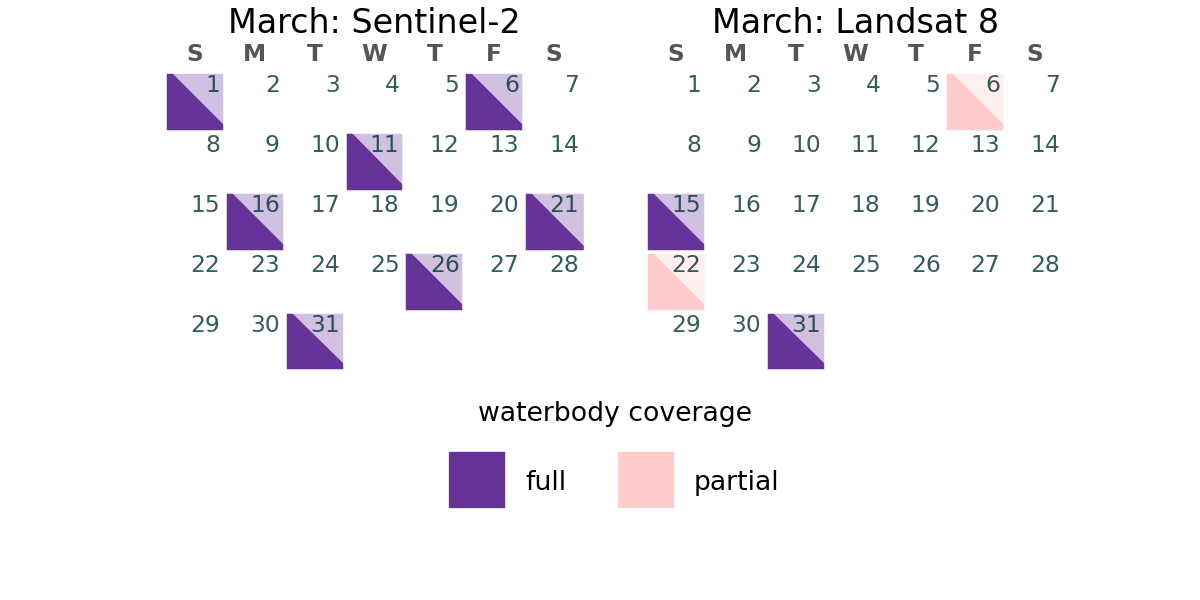 March: Sentinel-2
S M T W T F S
1 2 3 4 5 6 7
8 9 10 11 12 13 14
15 16 17 18 19 20 21
22 23 24 25 26 27 28
29 30 31
March: Landsat 8
S M T W T F S
1 2 3 4 5 6 7
8 9 10 11 12 13 14
15 16 17 18 19 20 21
22 23 24 25 26 27 28
29 30 31
waterbody coverage
full partial